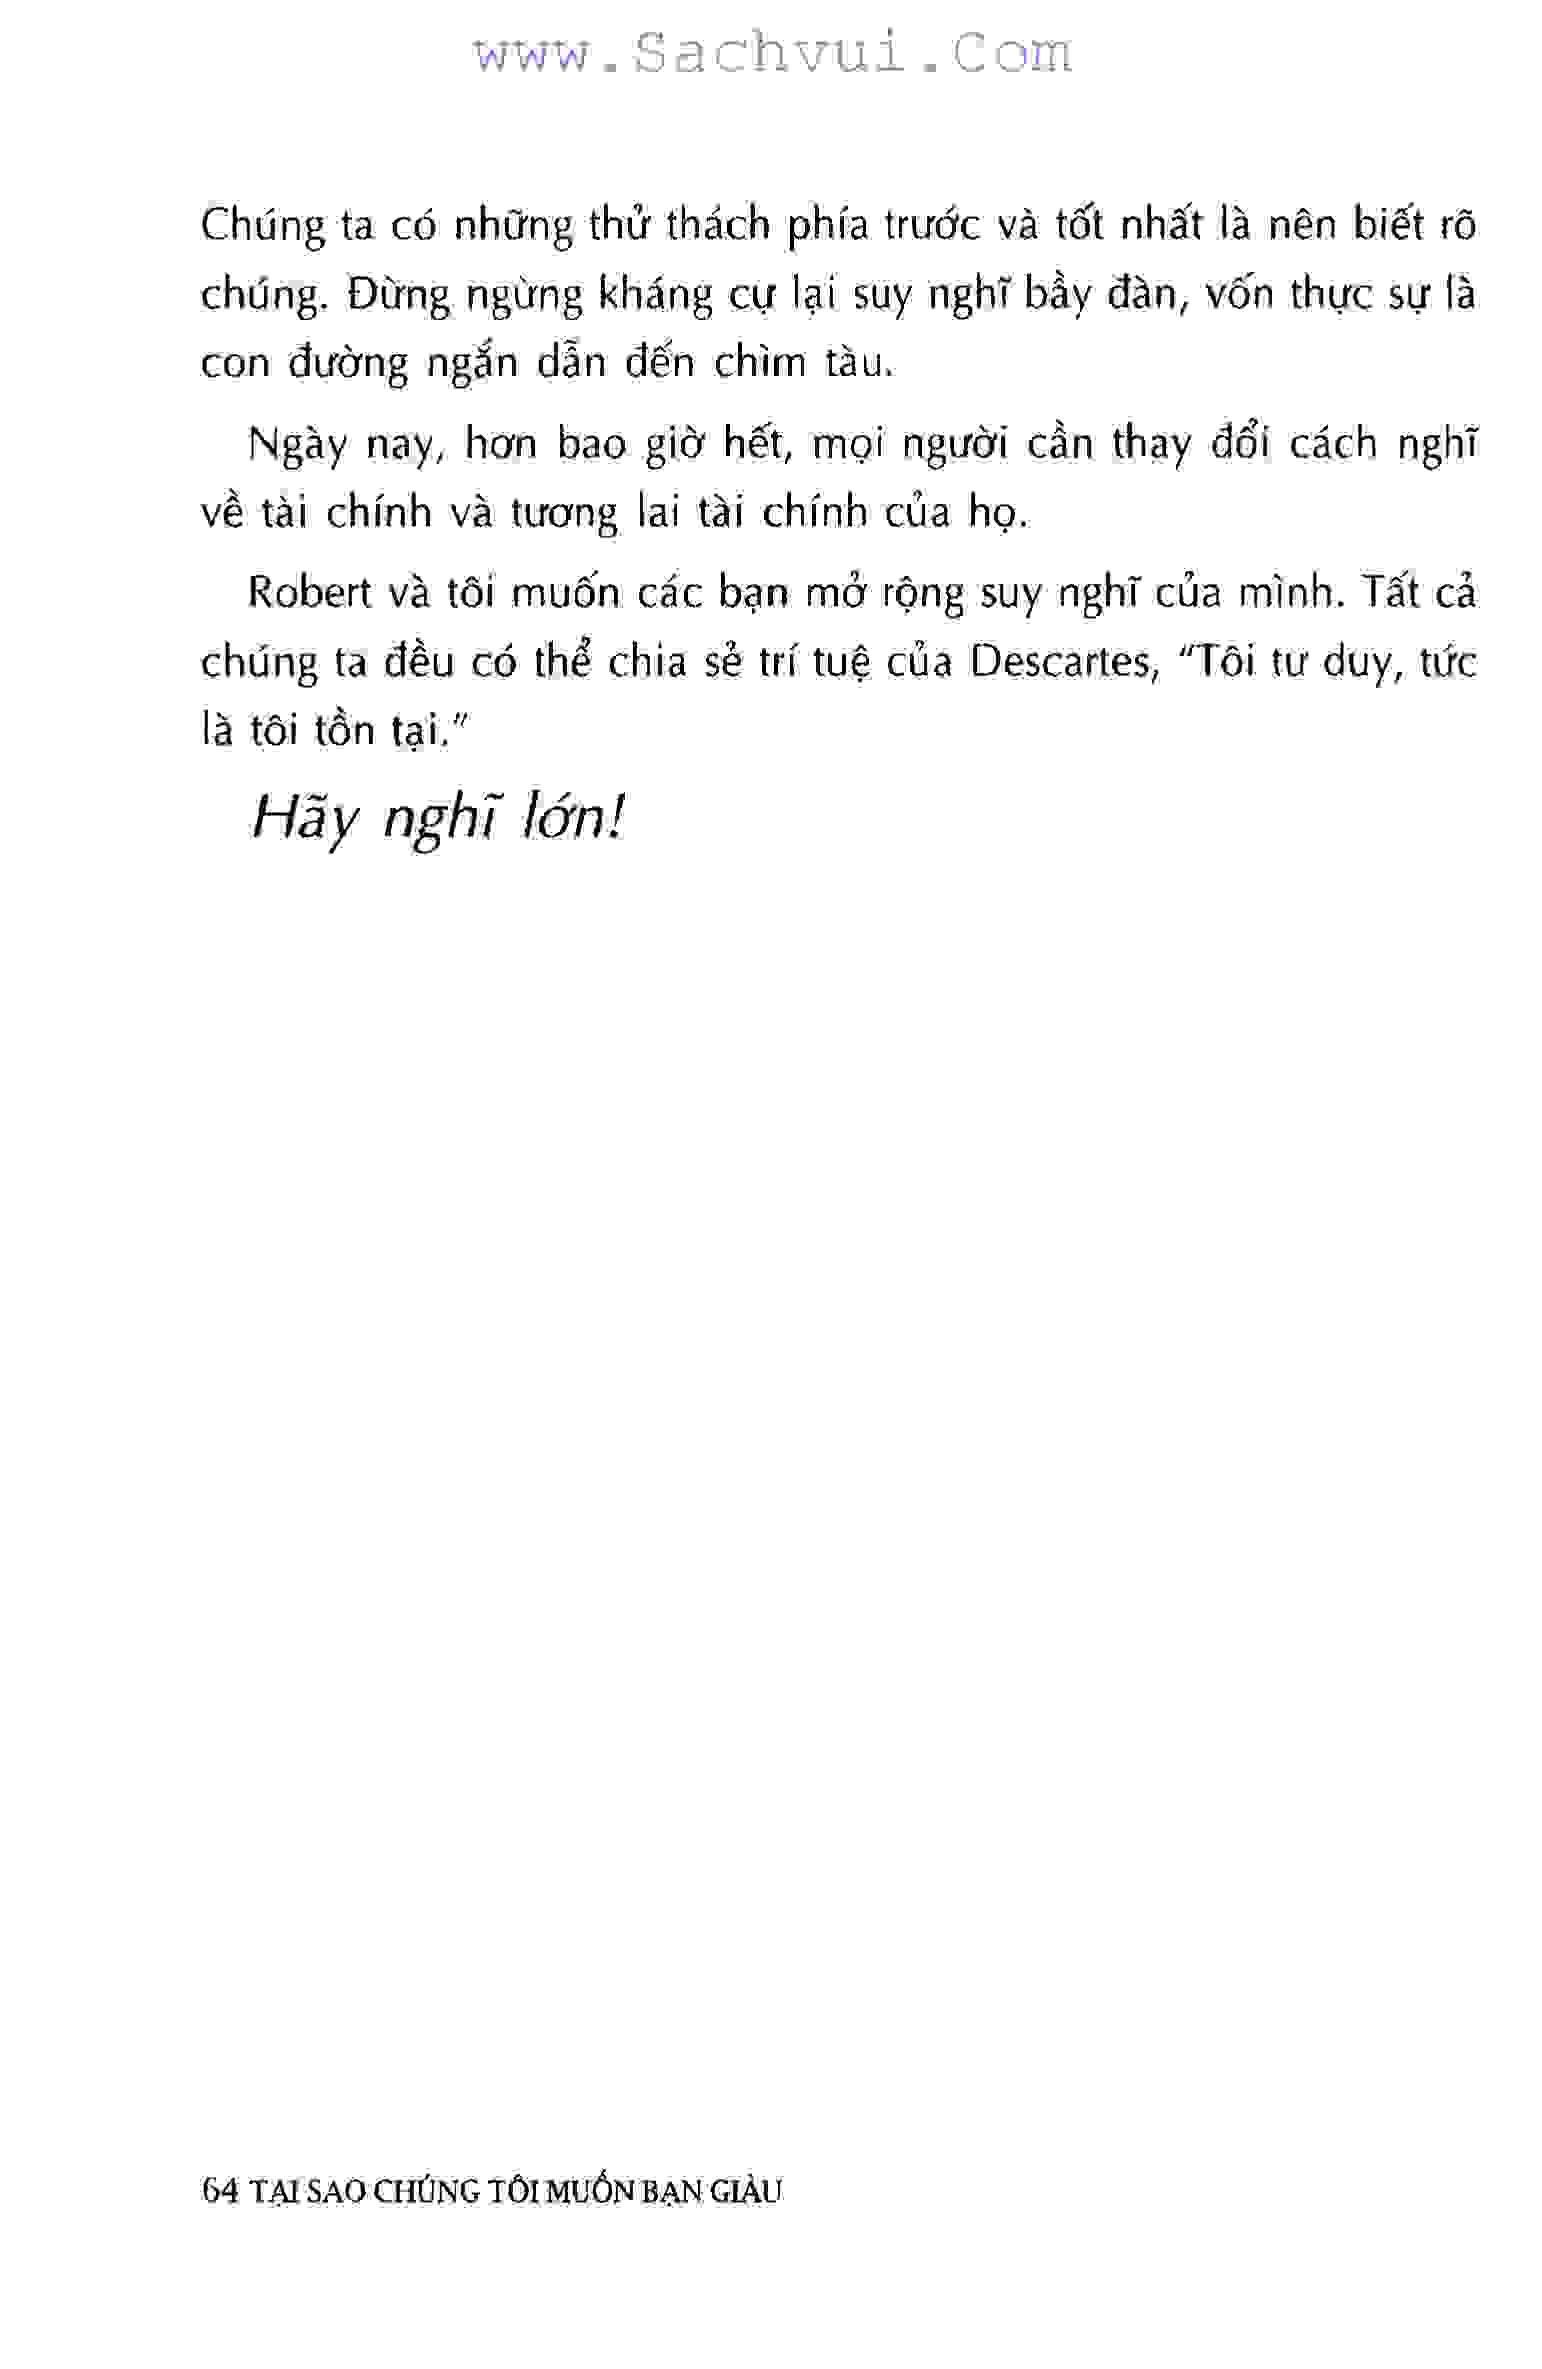 www.Sachvui.Com
Chúng ta có những thử thách phía trước và tốt nhất là nên biết rõ
chúng. Đừng ngừng kháng cự lại suy nghĩ bầy đàn, vốn thực sự là
con đường ngắn dẫn đến chìm tàu.
Ngày nay, hơn bao giờ hết, mọi người cần thay đổi cách nghĩ
về tài chính và tương lai tài chính của họ.
Robert và tôi muốn các bạn mở rộng suy nghĩ của mình. Tất cả
chúng ta đều có thể chia sẻ trí tuệ của Descartes, "Tôi tư duy, tức
là tôi tồn tại."
Hãy nghĩ lớn!
64 TẠI SAO CHÚNG TÔI MUỐN BẠN GIÀU